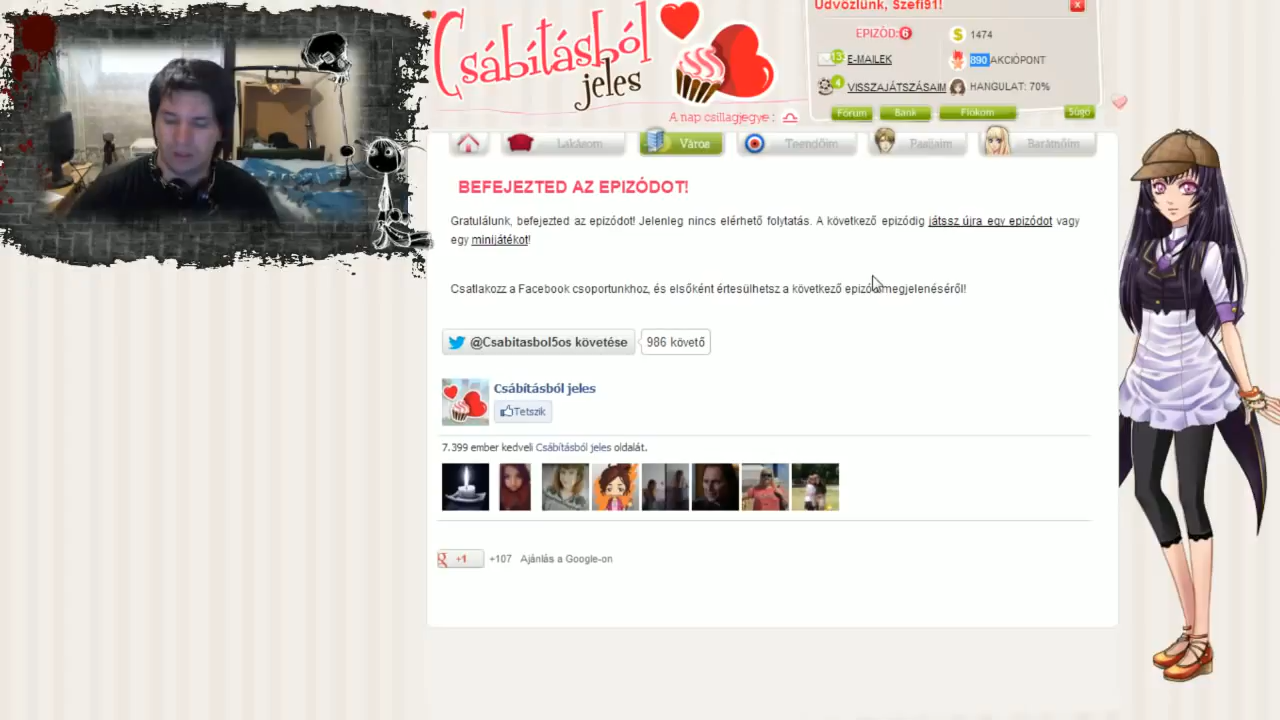 Csábításból
jeles
A nap csillagjegye :
Üdvözlünk, Szefi91!
EPIZÓD: 6
1474
E-MAILEK
890 AKCIÓPONT
4 VISSZAJÁTSZÁSAIM
HANGULAT: 70%
Fórum
Bank
Fiókom
Súgó
Lakásom
Város
Teendőim
Pasijaim
Barátnőim
BEFEJEZTED AZ EPIZÓDOT!
Gratulálunk, befejezted az epizódot! Jelenleg nincs elérhető folytatás. A következő epizódig játssz újra egy epizódot vagy
egy minijátékot!
Csatlakozz a Facebook csoportunkhoz, és elsőként értesülhetsz a következő epizód megjelenéséről!
@Csabitasbol5os követése
986 követő
Csábításból jeles
Tetszik
7.399 ember kedveli Csábításból jeles oldalát.
g +1
+107 Ajánlás a Google-on